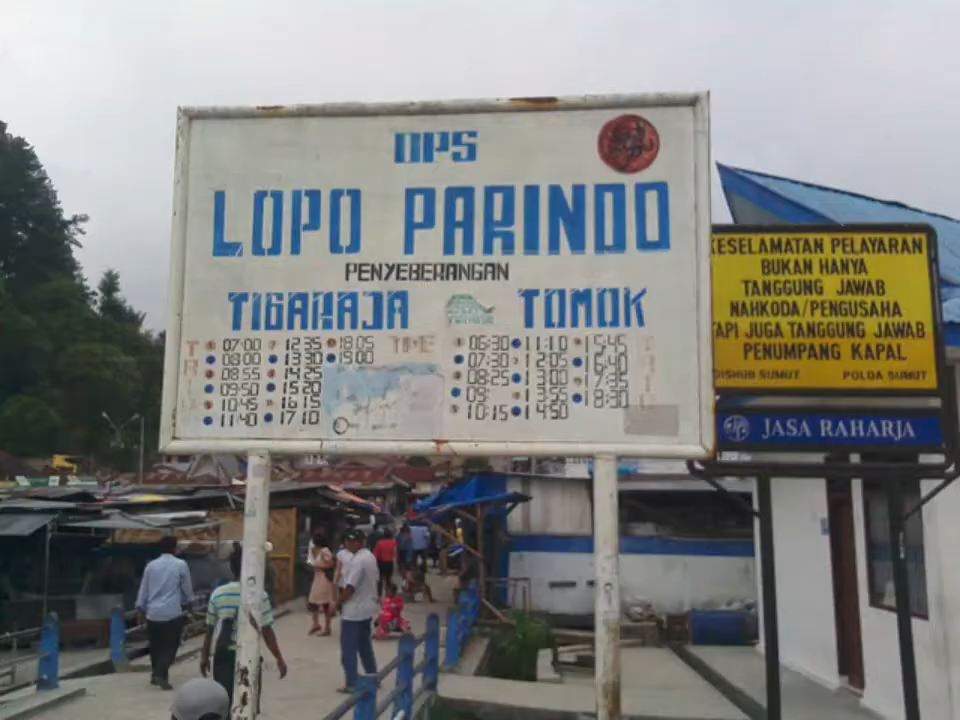 OPS
LOPO PARINDO
PENYEBERANGAN
TIGARAJA TOMOK
07:00 12 35 18:05 06:30 11:10 15:45
08:00 13 30 19:00 07:30 12:05 16:40
08:55 14 25 08:25 13:00 17:35
09:50 15 20 09: 13:55 18:30
10:45 16 15 10:15 14:50
11:40 17 10
KESELAMATAN PELAYARAN
BUKAN HANYA
TANGGUNG JAWAB
NAHKODA/PENGUSAHA
TAPI JUGA TANGGUNG JAWAB
PENUMPANG KAPAL
DISHUB SUMUT POLDA SUMUT
JASA RAHARJA